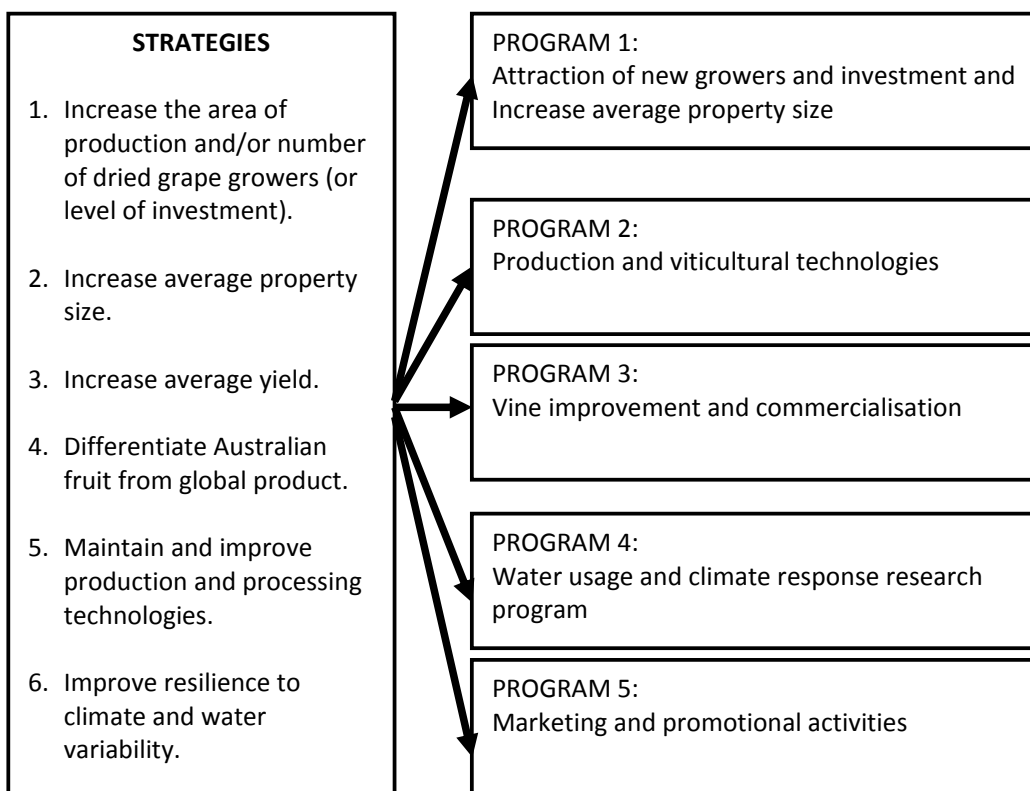 STRATEGIES
1. Increase the area of
production and/or number
of dried grape growers (or
level of investment).
2. Increase average property
size.
3. Increase average yield.
4. Differentiate Australian
fruit from global product.
5. Maintain and improve
production and processing
technologies.
6. Improve resilience to
climate and water
variability.
PROGRAM 1:
Attraction of new growers and investment and
Increase average property size
PROGRAM 2:
Production and viticultural technologies
PROGRAM 3:
Vine improvement and commercialisation
PROGRAM 4:
Water usage and climate response research
program
PROGRAM 5:
Marketing and promotional activities